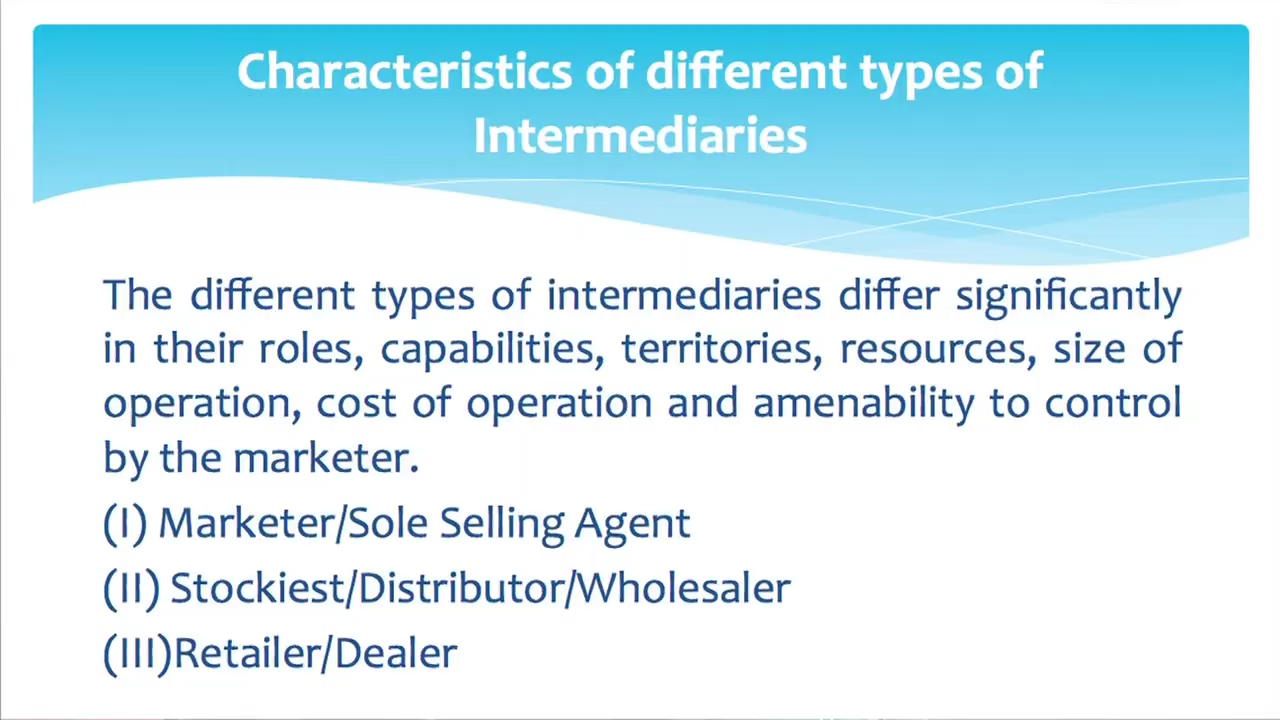 Characteristics of different types of
Intermediaries
The different types of intermediaries differ significantly
in their roles, capabilities, territories, resources, size of
operation, cost of operation and amenability to control
by the marketer.
(I) Marketer/Sole Selling Agent
(II) Stockiest/Distributor/Wholesaler
(III)Retailer/Dealer